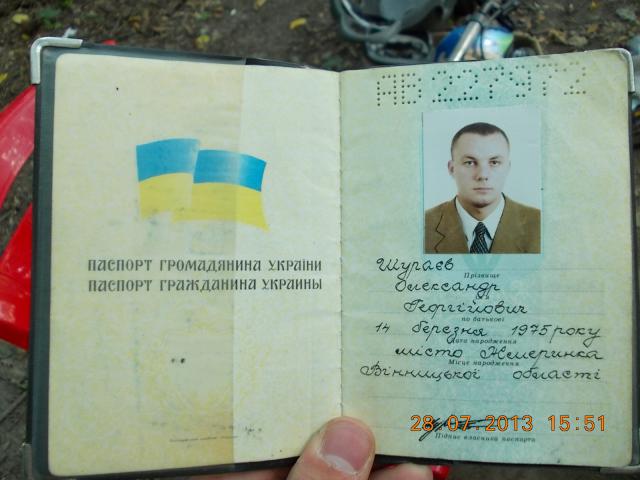 ПАСПОРТ ГРОМАДЯНИНА УКРАЇНИ
ПАСПОРТ ГРАЖДАНИНА УКРАИНЫ
АВ 227972
Шураєв
Прізвище
Олександр
Ім'я
Георгійович
по батькові
14 березня 1975 року
Дата народження
місто Жмеринка
Місце народження
Вінницької області
28.07.2013 15:51
Підпис власника паспорта